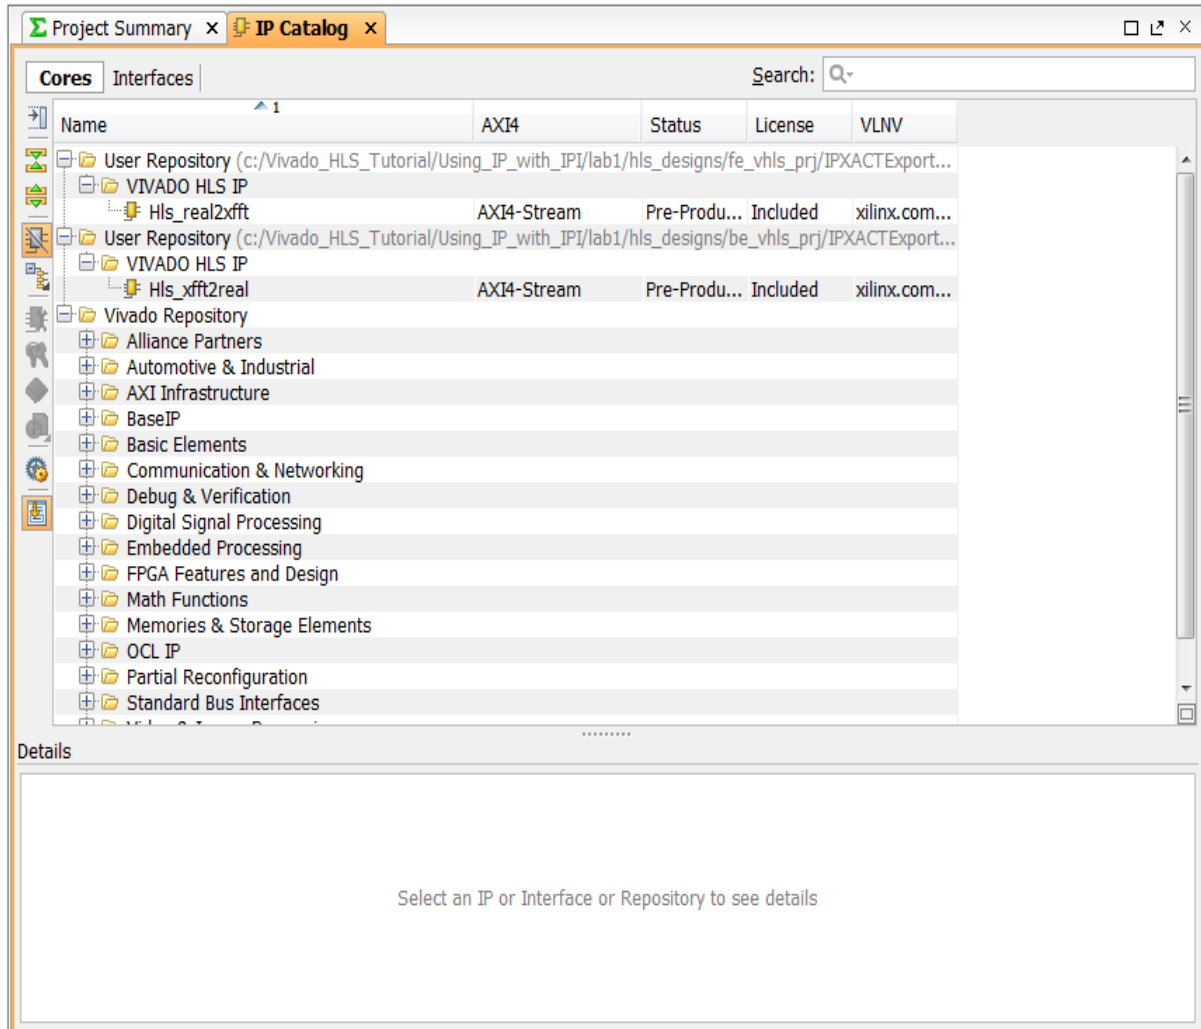 Project Summary x IP Catalog x
Cores Interfaces Search:
1
Name AXI4 Status License VLNV
User Repository (c:/Vivado_HLS_Tutorial/Using_IP_with_IPI/lab1/hls_designs/fe_vhls_prj/IPXACTExport...
VIVADO HLS IP
Hls_real2xfft AXI4-Stream Pre-Produ... Included xilinx.com...
User Repository (c:/Vivado_HLS_Tutorial/Using_IP_with_IPI/lab1/hls_designs/be_vhls_prj/IPXACTExport...
VIVADO HLS IP
Hls_xfft2real AXI4-Stream Pre-Produ... Included xilinx.com...
Vivado Repository
Alliance Partners
Automotive & Industrial
AXI Infrastructure
BaseIP
Basic Elements
Communication & Networking
Debug & Verification
Digital Signal Processing
Embedded Processing
FPGA Features and Design
Math Functions
Memories & Storage Elements
OCL IP
Partial Reconfiguration
Standard Bus Interfaces
Details
Select an IP or Interface or Repository to see details